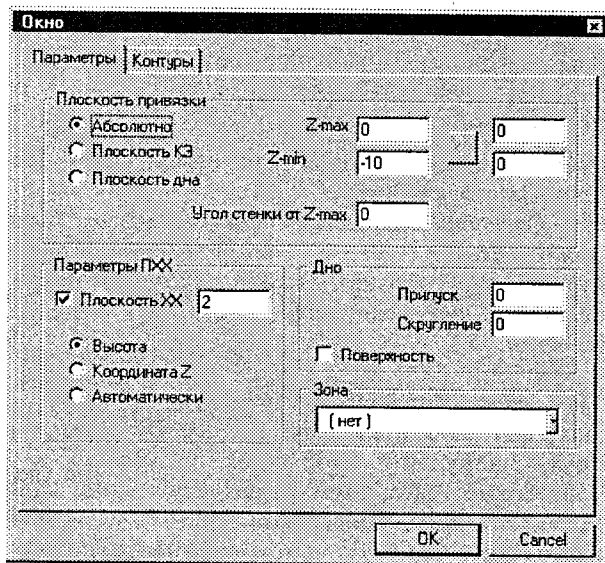 Окно
Параметры Контуры
Плоскость привязки
Абсолютно
Плоскость КЗ
Плоскость дна
Z-max 0 0
Z-min -10 0
Угол стенки от Z-max 0
Параметры ПХХ
Плоскость ХХ 2
Высота
Координата Z
Автоматически
Дно
Припуск 0
Скругление 0
Поверхность
Зона
(нет)
OK Cancel